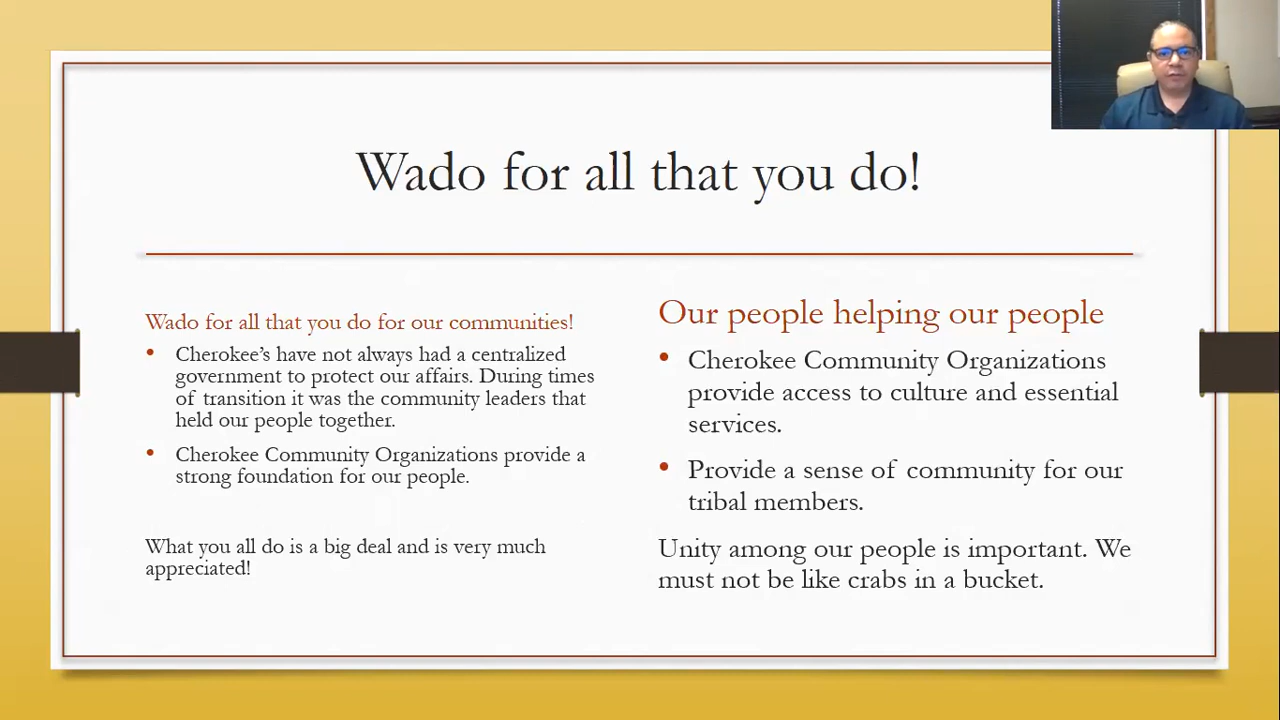 Wado for all that you do!
Wado for all that you do for our communities!
• Cherokee’s have not always had a centralized
government to protect our affairs. During times
of transition it was the community leaders that
held our people together.
• Cherokee Community Organizations provide a
strong foundation for our people.
What you all do is a big deal and is very much
appreciated!
Our people helping our people
• Cherokee Community Organizations
provide access to culture and essential
services.
• Provide a sense of community for our
tribal members.
Unity among our people is important. We
must not be like crabs in a bucket.